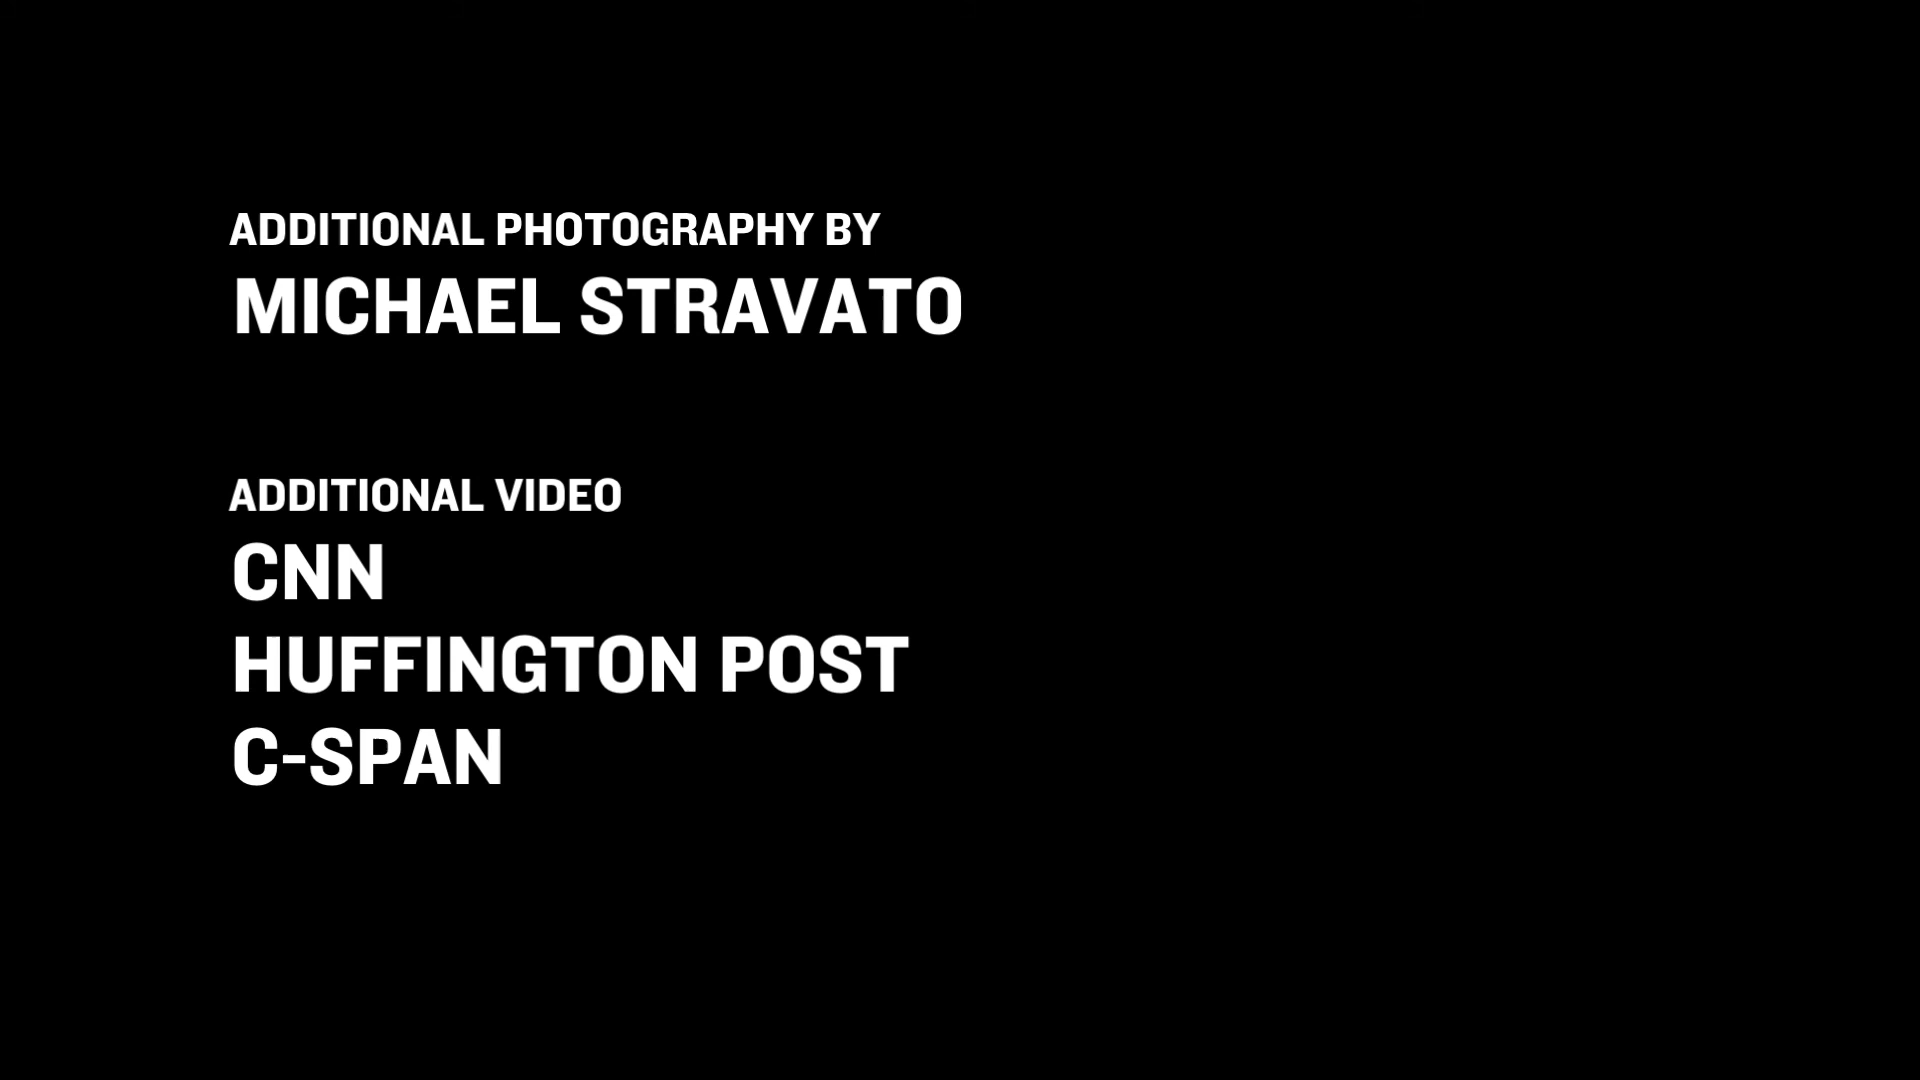 ADDITIONAL PHOTOGRAPHY BY
MICHAEL STRAVATO
ADDITIONAL VIDEO
CNN
HUFFINGTON POST
C-SPAN